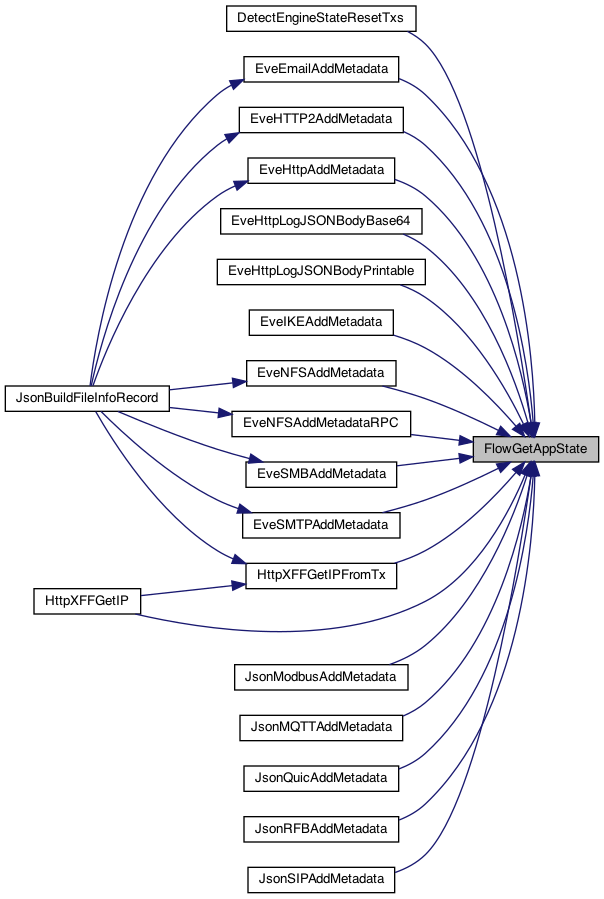 DetectEngineStateResetTxs
EveEmailAddMetadata
EveHTTP2AddMetadata
EveHttpAddMetadata
EveHttpLogJSONBodyBase64
EveHttpLogJSONBodyPrintable
EveIKEAddMetadata
EveNFSAddMetadata
JsonBuildFileInfoRecord
EveNFSAddMetadataRPC
FlowGetAppState
EveSMBAddMetadata
EveSMTPAddMetadata
HttpXFFGetIPFromTx
HttpXFFGetIP
JsonModbusAddMetadata
JsonMQTTAddMetadata
JsonQuicAddMetadata
JsonRFBAddMetadata
JsonSIPAddMetadata